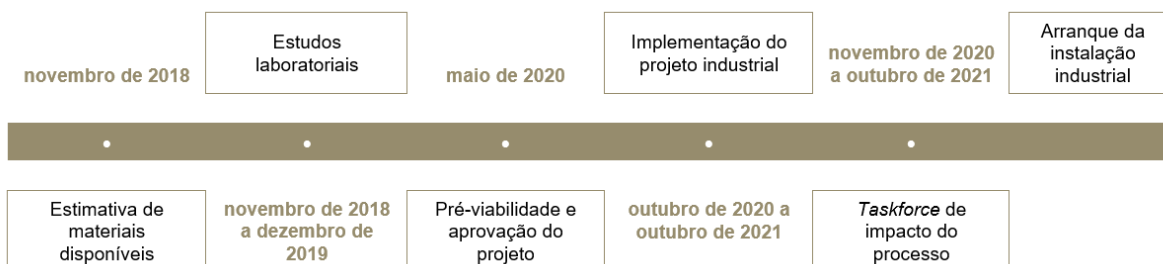 novembro de 2018
Estudos
laboratoriais
maio de 2020
Implementação do
projeto industrial
novembro de 2020
a outubro de 2021
Arranque da
instalação
industrial
Estimativa de
materiais
disponíveis
novembro de 2018
a dezembro de
2019
Pré-viabilidade e
aprovação do
projeto
outubro de 2020 a
outubro de 2021
Taskforce de
impacto do
processo